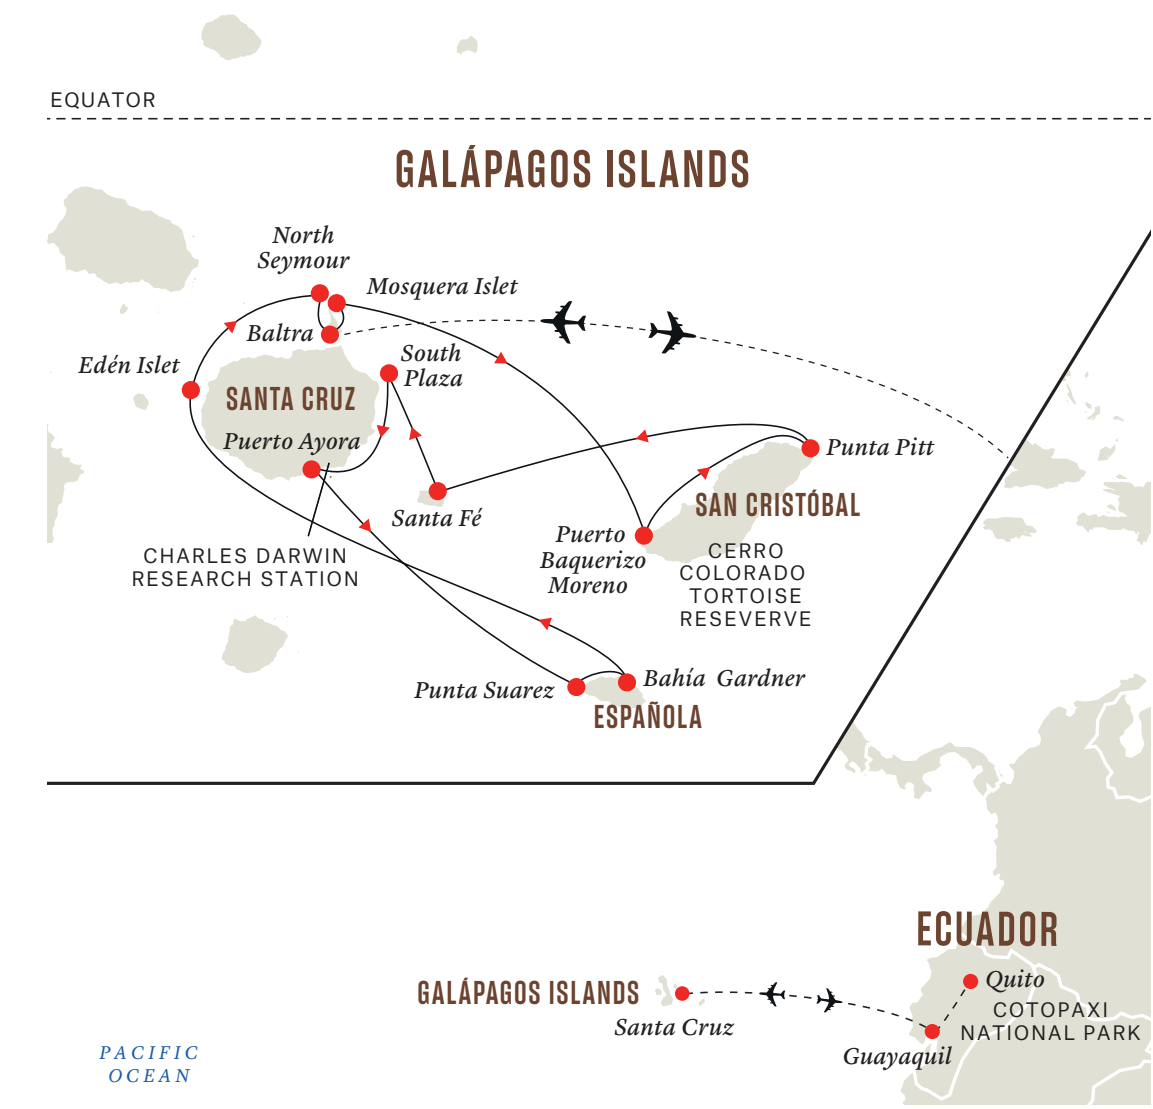 EQUATOR
GALÁPAGOS ISLANDS
North
Seymour
Mosquera Islet
Baltra
South
Plaza
Edén Islet
SANTA CRUZ
Puerto Ayora
Punta Pitt
SAN CRISTÓBAL
Santa Fé
Puerto
Baquerizo
Moreno
CERRO
COLORADO
TORTOISE
RESEVERVE
CHARLES DARWIN
RESEARCH STATION
Bahía Gardner
Punta Suarez
ESPAÑOLA
ECUADOR
GALÁPAGOS ISLANDS
Quito
COTOPAXI
NATIONAL PARK
Santa Cruz
Guayaquil
PACIFIC
OCEAN